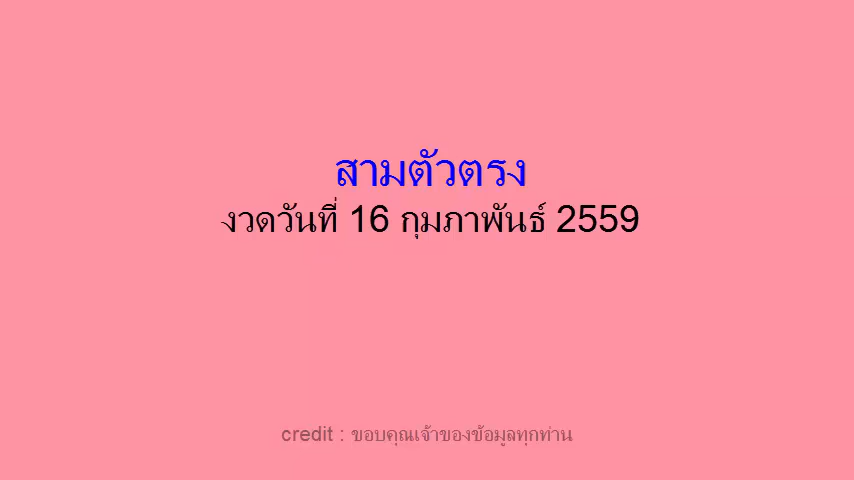 สามตัวตรง
งวดวันที่ 16 กุมภาพันธ์ 2559
credit : ขอบคุณเจ้าของข้อมูลทุกท่าน